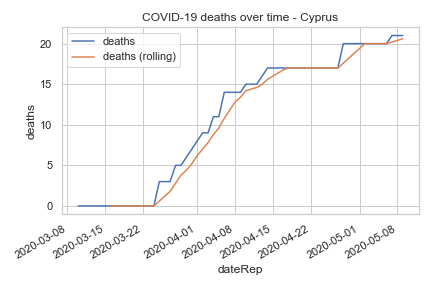 COVID-19 deaths over time - Cyprus
deaths
deaths (rolling)
20
15
10
5
0
deaths
2020-03-08
2020-03-15
2020-03-22
2020-04-01
2020-04-08
2020-04-15
2020-04-22
2020-05-01
2020-05-08
dateRep